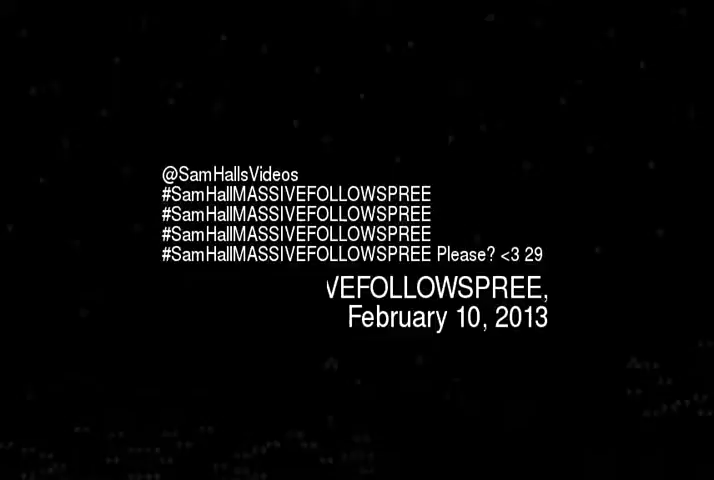 @SamHallsVideos
#SamHallMASSIVEFOLLOWSPREE
#SamHallMASSIVEFOLLOWSPREE
#SamHallMASSIVEFOLLOWSPREE
#SamHallMASSIVEFOLLOWSPREE Please? <3 29
VEFOLLOWSPREE,
February 10, 2013